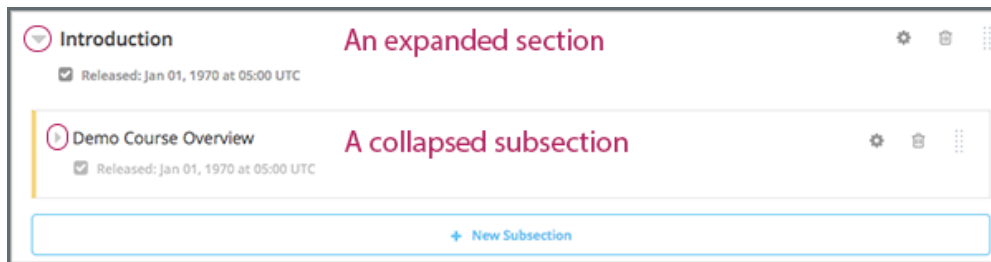 Introduction An expanded section
Released: Jan 01, 1970 at 05:00 UTC
Demo Course Overview A collapsed subsection
Released: Jan 01, 1970 at 05:00 UTC
+ New Subsection